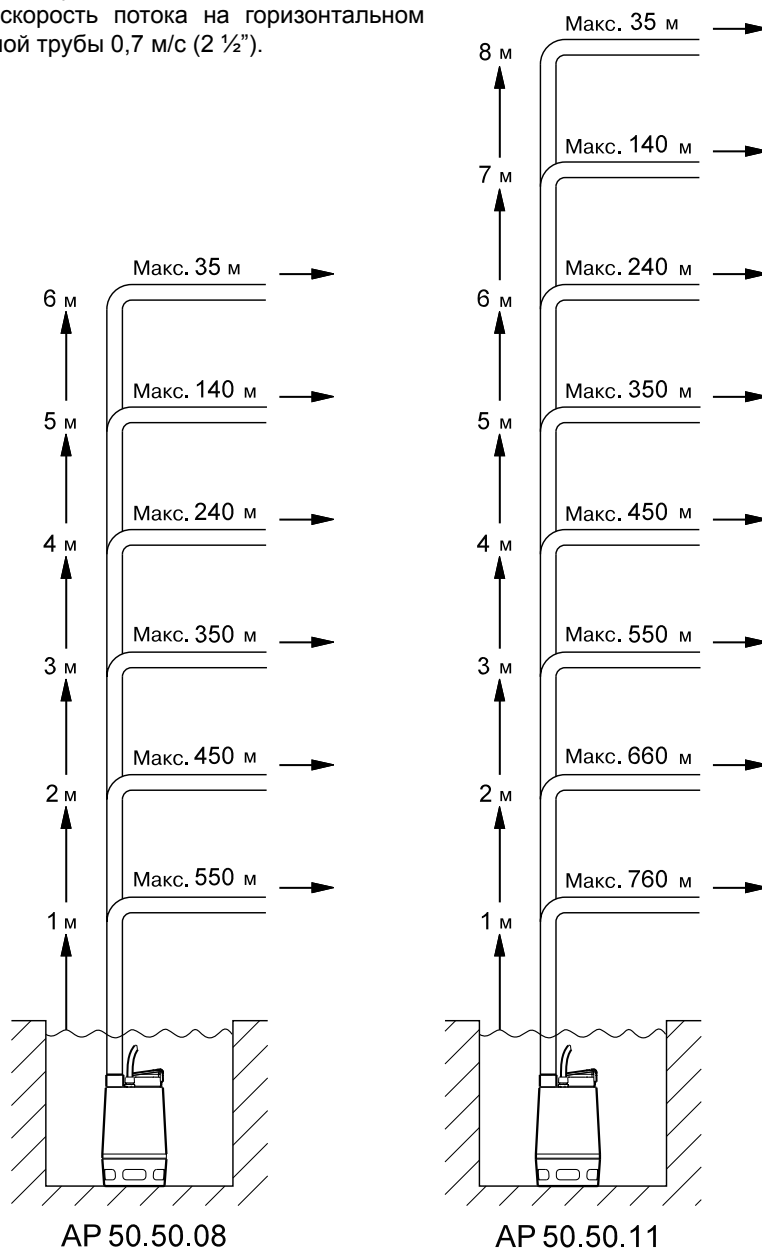 скорость потока на горизонтальном
ной трубы 0,7 м/с (2 ½”).
6 м
Макс. 35 м
5 м
Макс. 140 м
4 м
Макс. 240 м
3 м
Макс. 350 м
2 м
Макс. 450 м
1 м
Макс. 550 м
AP 50.50.08
8 м
Макс. 35 м
7 м
Макс. 140 м
6 м
Макс. 240 м
5 м
Макс. 350 м
4 м
Макс. 450 м
3 м
Макс. 550 м
2 м
Макс. 660 м
1 м
Макс. 760 м
AP 50.50.11